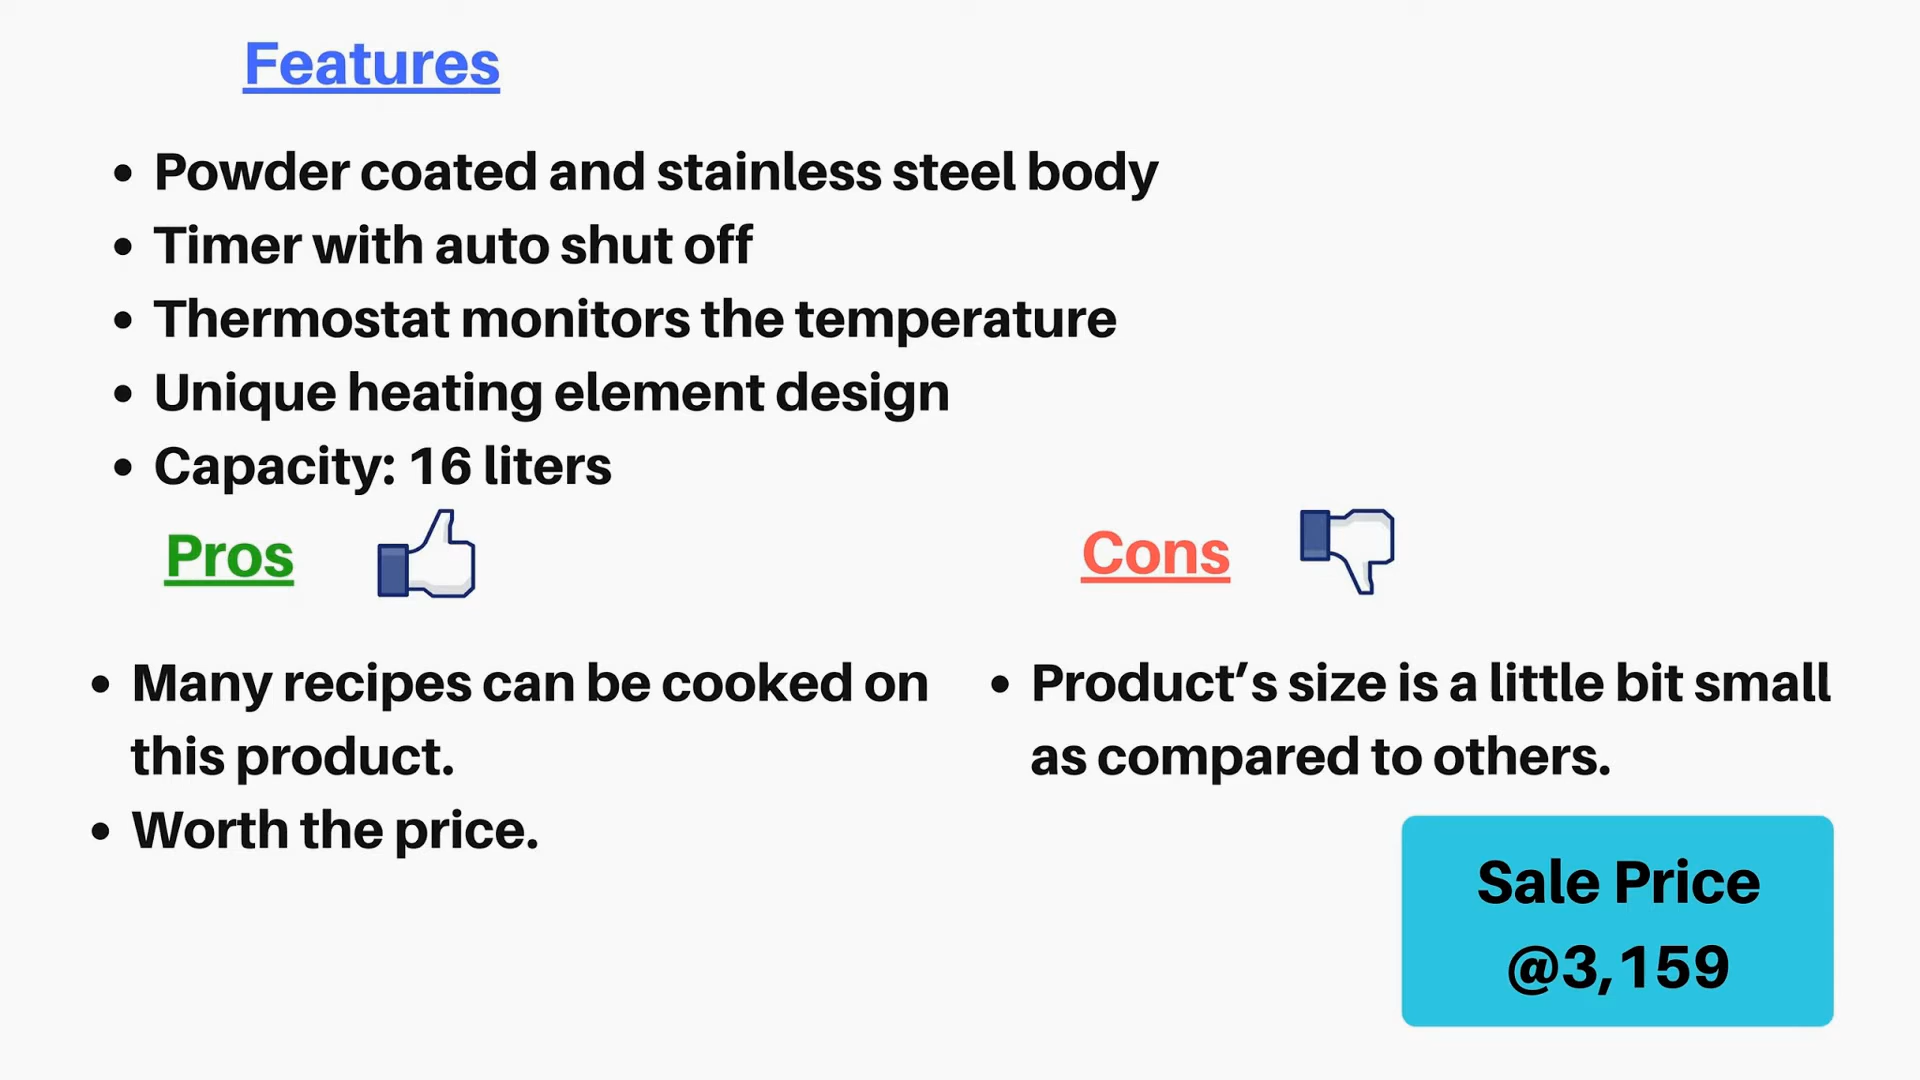 Features
• Powder coated and stainless steel body
• Timer with auto shut off
• Thermostat monitors the temperature
• Unique heating element design
• Capacity: 16 liters
Pros
• Many recipes can be cooked on
this product.
• Worth the price.
Cons
• Product’s size is a little bit small
as compared to others.
Sale Price
@3,159